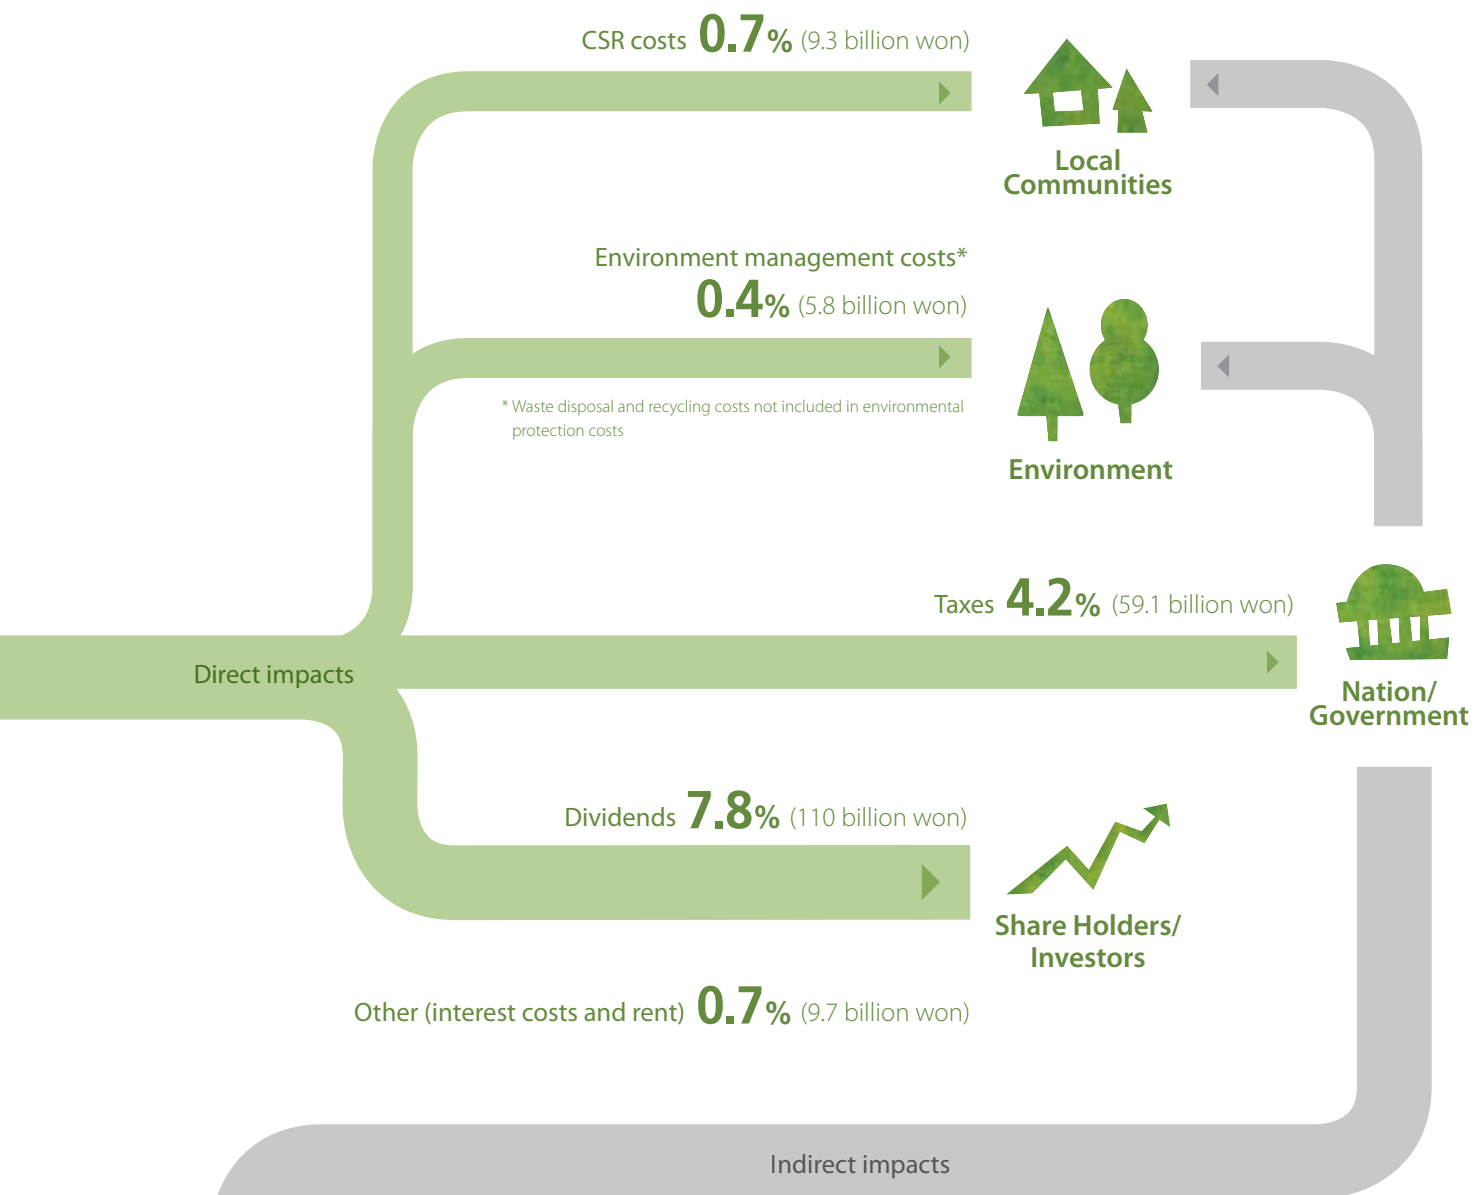 CSR costs 0.7% (9.3 billion won)
Local
Communities
Environment management costs*
0.4% (5.8 billion won)
* Waste disposal and recycling costs not included in environmental
protection costs
Environment
Taxes 4.2% (59.1 billion won)
Direct impacts
Nation/
Government
Dividends 7.8% (110 billion won)
Share Holders/
Investors
Other (interest costs and rent) 0.7% (9.7 billion won)
Indirect impacts